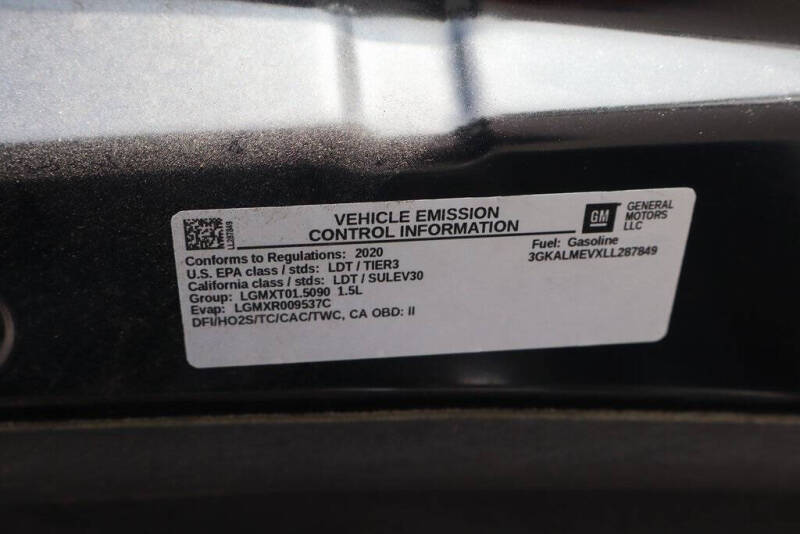 LL287849
VEHICLE EMISSION
CONTROL INFORMATION
GM
GENERAL
MOTORS
LLC
Conforms to Regulations: 2020
Fuel: Gasoline
U.S. EPA class / stds: LDT / TIER3
3GKALMEVXLL287849
California class / stds: LDT / SULEV30
Group: LGMXT01.5090 1.5L
Evap: LGMXR009537C
DFI/HO2S/TC/CAC/TWC, CA OBD: II